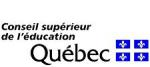 Conseil supérieur
de l'éducation
Québec